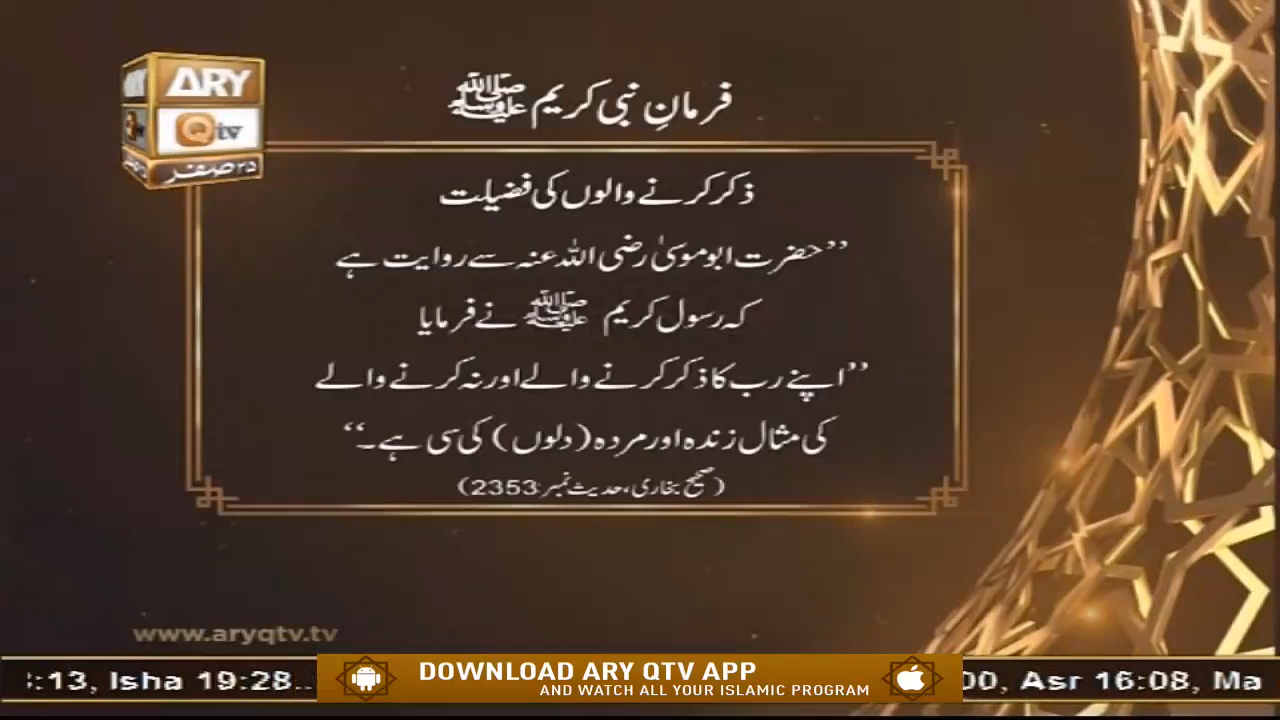 ARY
Qtv
۲۵ صفر
فرمانِ نبی کریم ﷺ
ذکر کرنے والوں کی فضیلت
’’حضرت ابو موسیٰ رضی اللہ عنہ سے روایت ہے
کہ رسول کریم ﷺ نے فرمایا
’’اپنے رب کا ذکر کرنے والے اور نہ کرنے والے
کی مثال زندہ اور مردہ (دلوں) کی سی ہے۔‘‘
(صحیح بخاری، حدیث نمبر: 2353)
www.aryqtv.tv
:13, Isha 19:28..
DOWNLOAD ARY QTV APP
AND WATCH ALL YOUR ISLAMIC PROGRAM
00, Asr 16:08, Ma